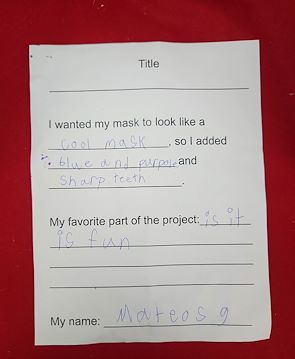 Title
I wanted my mask to look like a
cool mask, so I added
blue and purpole and
Sharp teeth.
My favorite part of the project: is it
is fun
My name: Mateos g